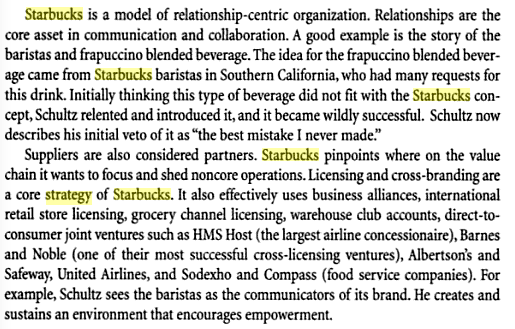 Starbucks is a model of relationship-centric organization. Relationships are the
core asset in communication and collaboration. A good example is the story of the
baristas and frapuccino blended beverage. The idea for the frapuccino blended bever-
age came from Starbucks baristas in Southern California, who had many requests for
this drink. Initially thinking this type of beverage did not fit with the Starbucks con-
cept, Schultz relented and introduced it, and it became wildly successful. Schultz now
describes his initial veto of it as “the best mistake I never made.”
Suppliers are also considered partners. Starbucks pinpoints where on the value
chain it wants to focus and shed noncore operations. Licensing and cross-branding are
a core strategy of Starbucks. It also effectively uses business alliances, international
retail store licensing, grocery channel licensing, warehouse club accounts, direct-to-
consumer joint ventures such as HMS Host (the largest airline concessionaire), Barnes
and Noble (one of their most successful cross-licensing ventures), Albertson’s and
Safeway, United Airlines, and Sodexho and Compass (food service companies). For
example, Schultz sees the baristas as the communicators of its brand. He creates and
sustains an environment that encourages empowerment.